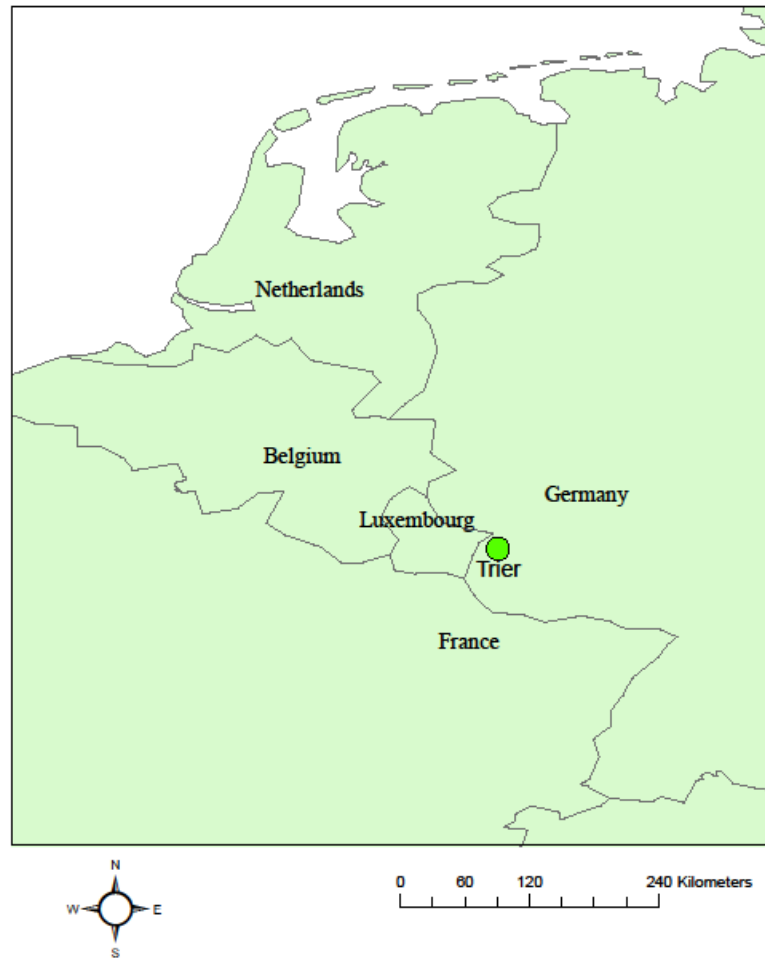 Netherlands
Belgium
Germany
Luxembourg
Trier
France
N
W E
S
0 60 120 240 Kilometers